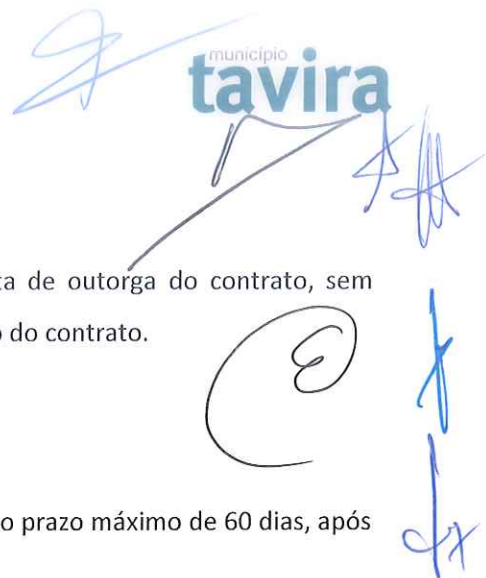 município
tavira
ta de outorga do contrato, sem
o do contrato.
o prazo máximo de 60 dias, após